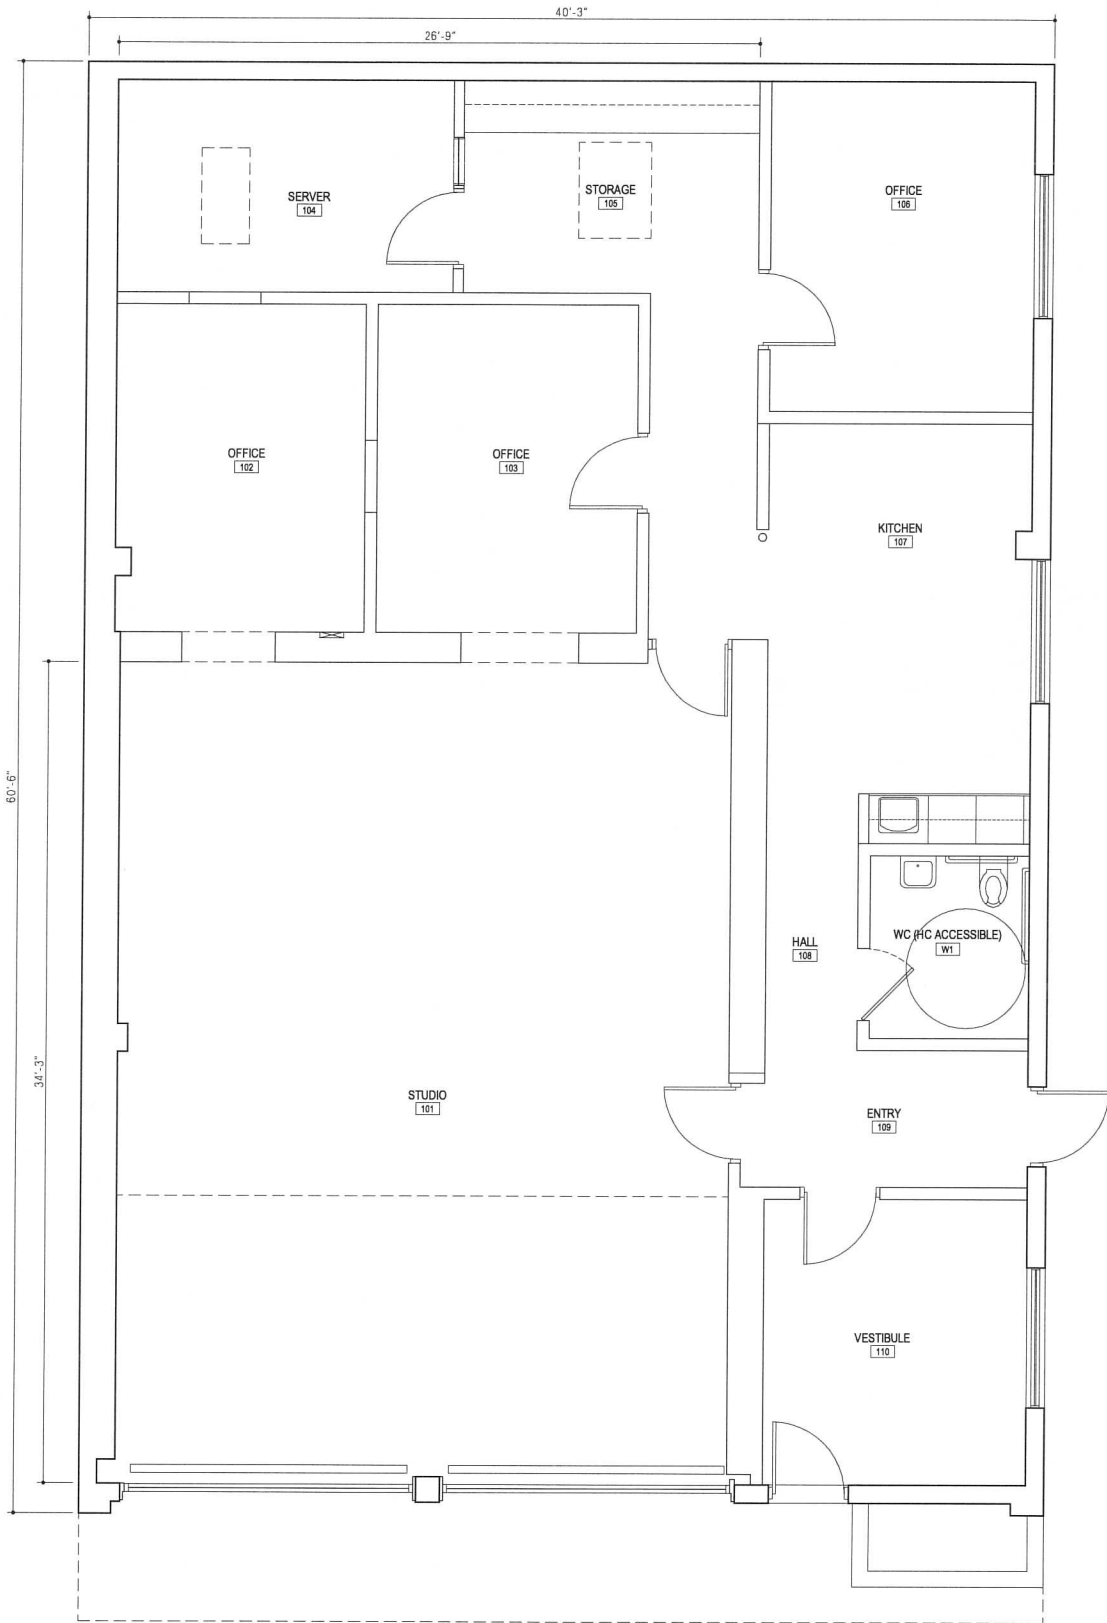 40'-3"
26'-9"
SERVER
104
STORAGE
105
OFFICE
106
OFFICE
102
OFFICE
103
KITCHEN
107
60'-6"
WC (HC ACCESSIBLE)
W1
HALL
108
34'-3"
STUDIO
101
ENTRY
109
VESTIBULE
110